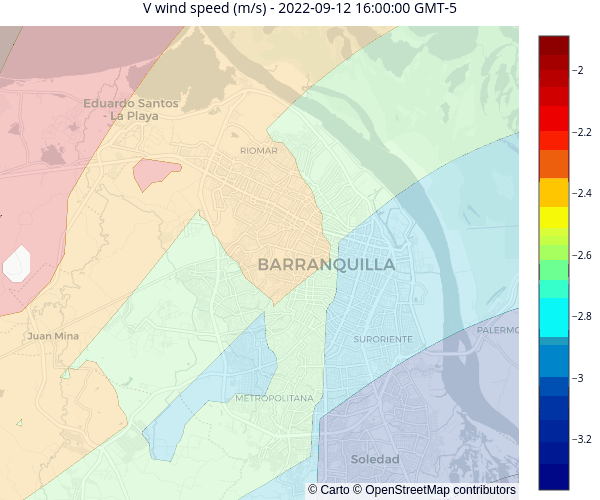 V wind speed (m/s) - 2022-09-12 16:00:00 GMT-5
Eduardo Santos
- La Playa
RIOMAR
BARRANQUILLA
Juan Mina
SURORIENTE
PALERMO
METROPOLITANA
Soledad
© Carto © OpenStreetMap contributors
−2
−2.2
−2.4
−2.6
−2.8
−3
−3.2